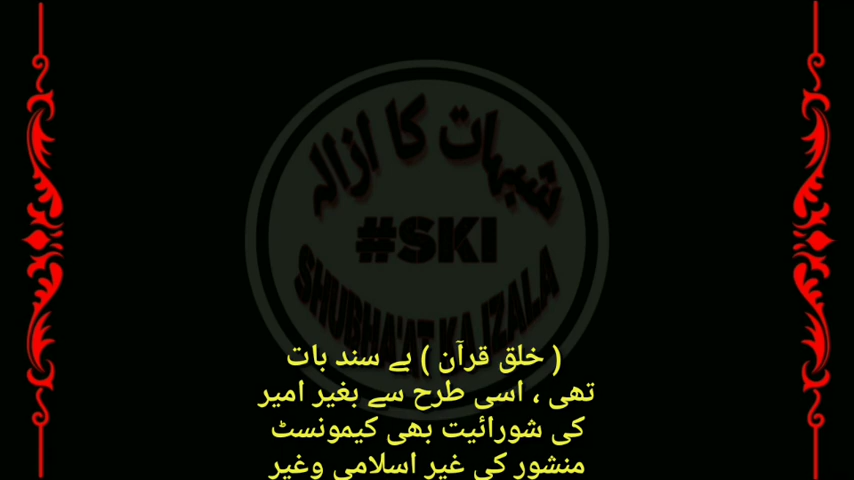 شبہات کا ازالہ
#SKI
SHUBHA'AT KA IZALA
( خلق قرآن ) بے سند بات
تھی ، اسی طرح سے بغیر امیر
کی شورائیت بھی کیمونسٹ
منشور کی غیر اسلامی وغیر